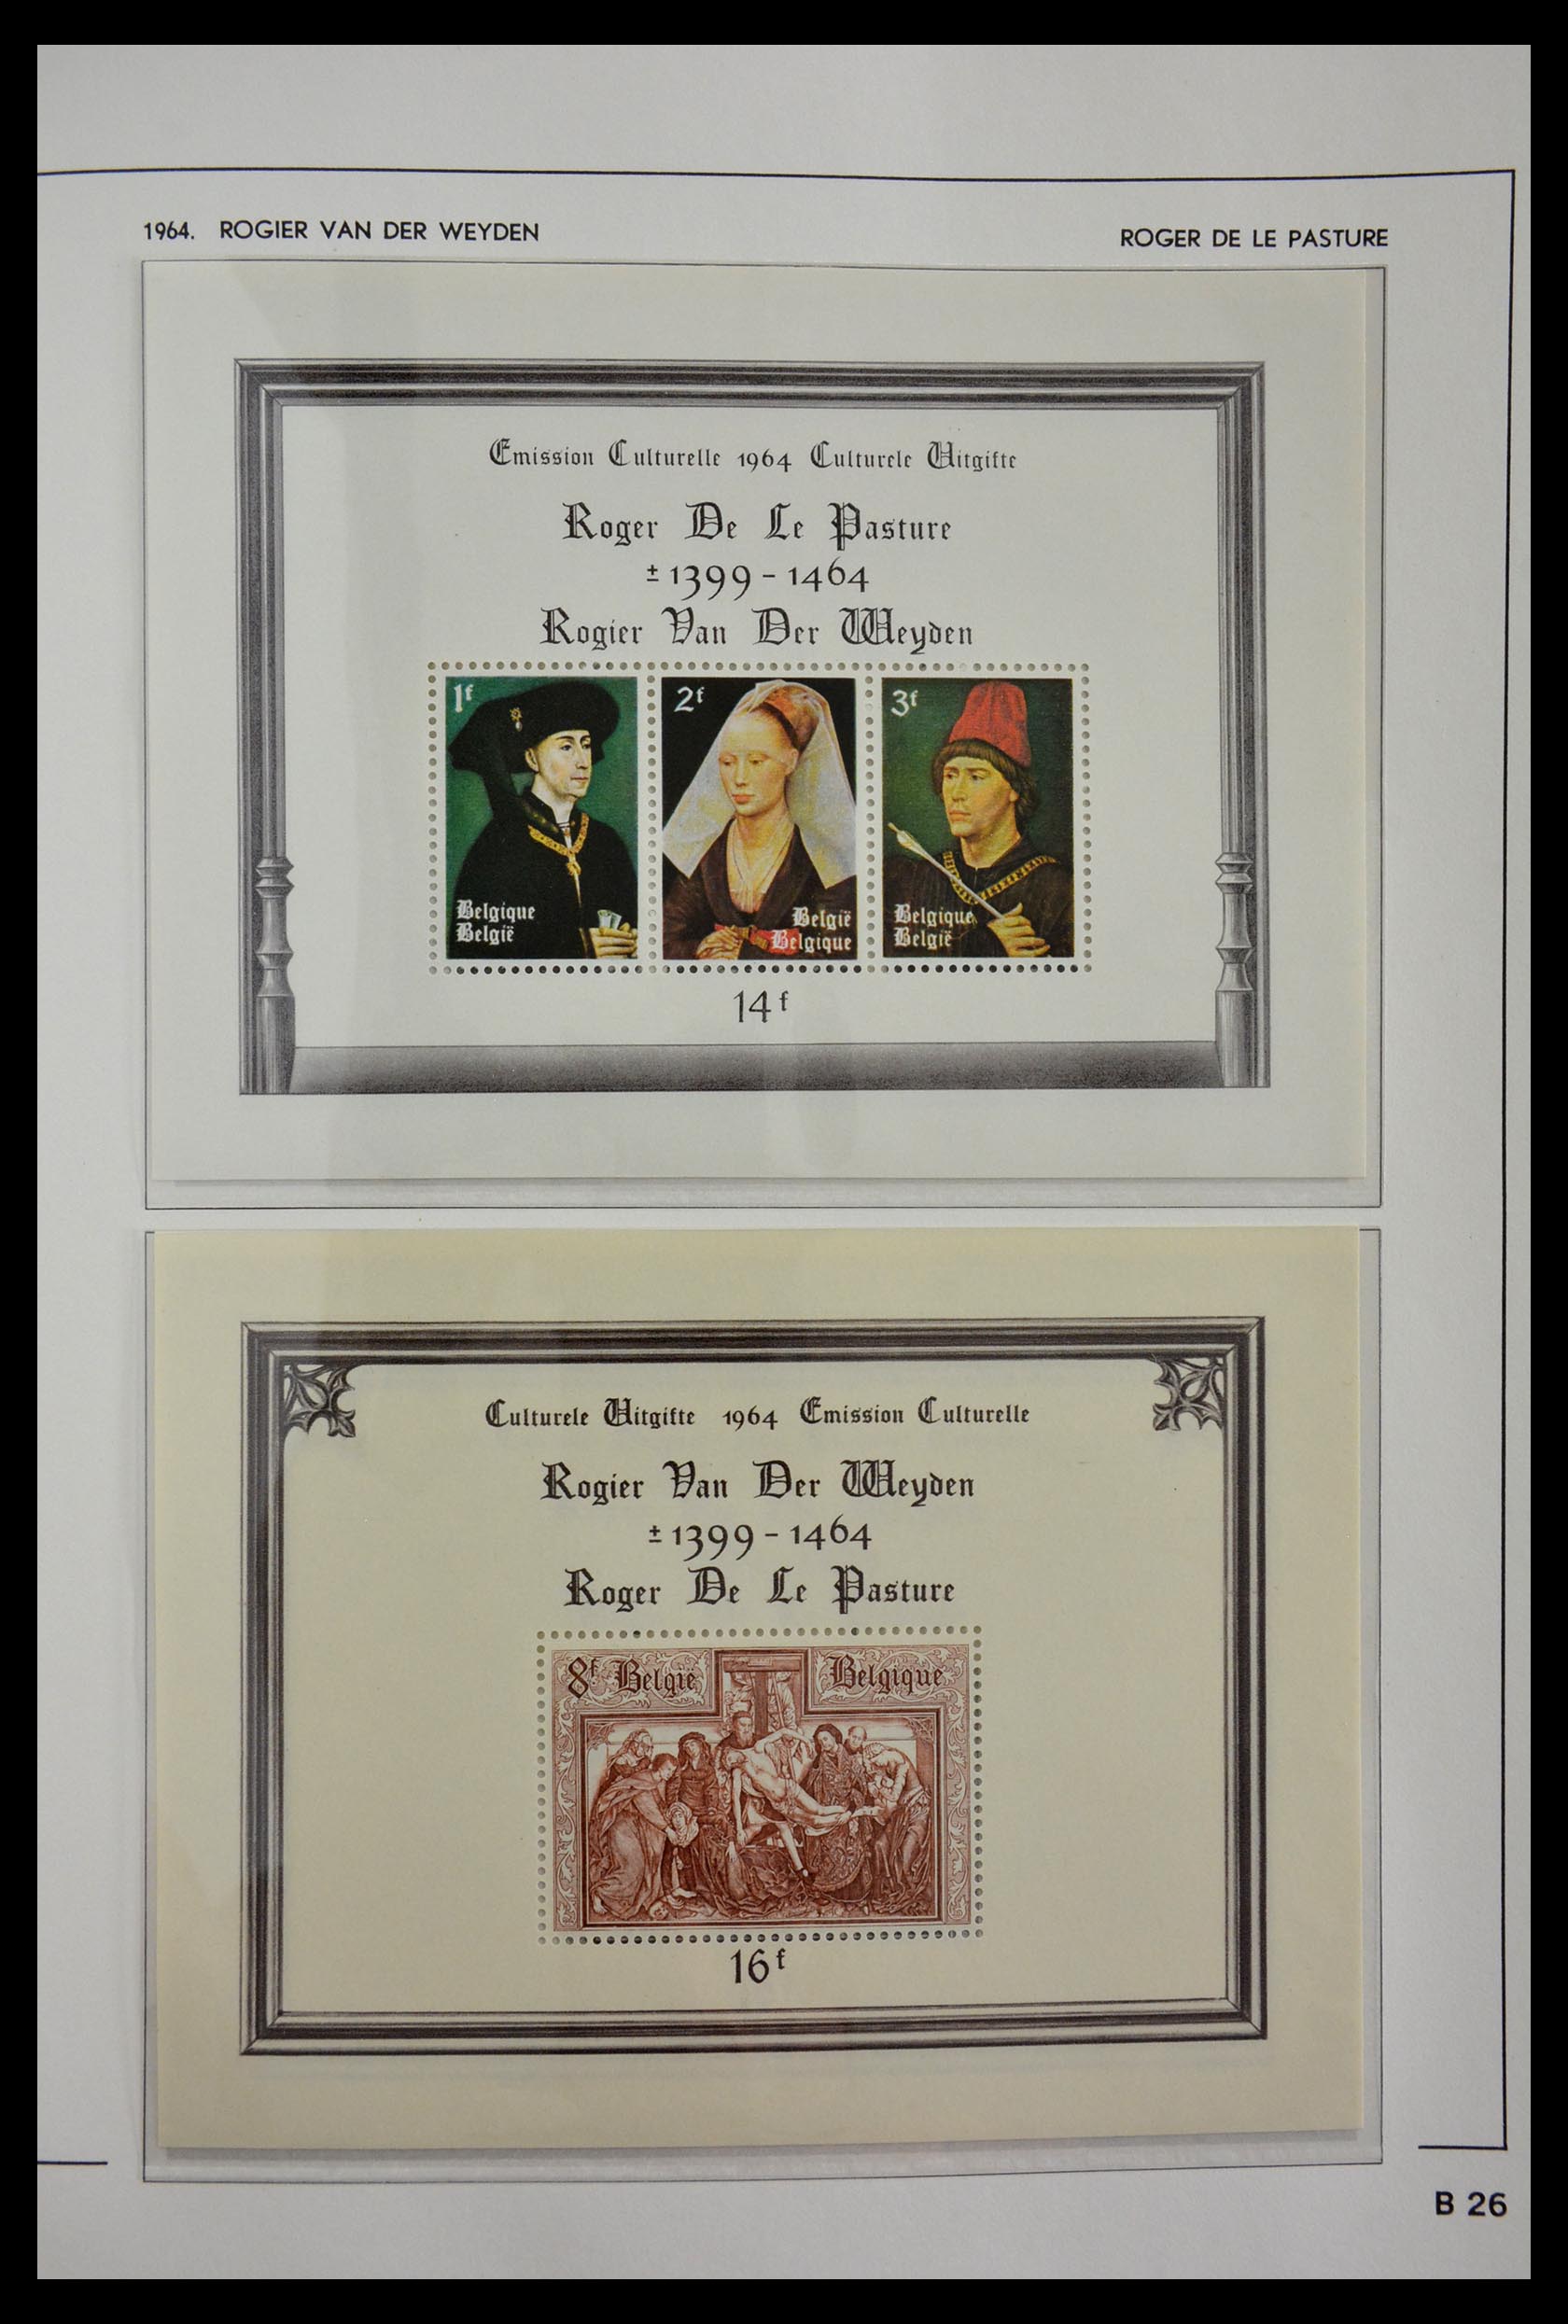 1964. ROGIER VAN DER WEYDEN
ROGER DE LE PASTURE
Emission Culturelle 1964 Culturele Uitgifte
Roger De Le Pasture
± 1399 - 1464
Rogier Van Der Weyden
1f
2f
3f
Belgique
België
België
Belgique
Belgique
België
14f
Culturele Uitgifte 1964 Emission Culturelle
Rogier Van Der Weyden
± 1399 - 1464
Roger De Le Pasture
8f België Belgique
16f
B 26